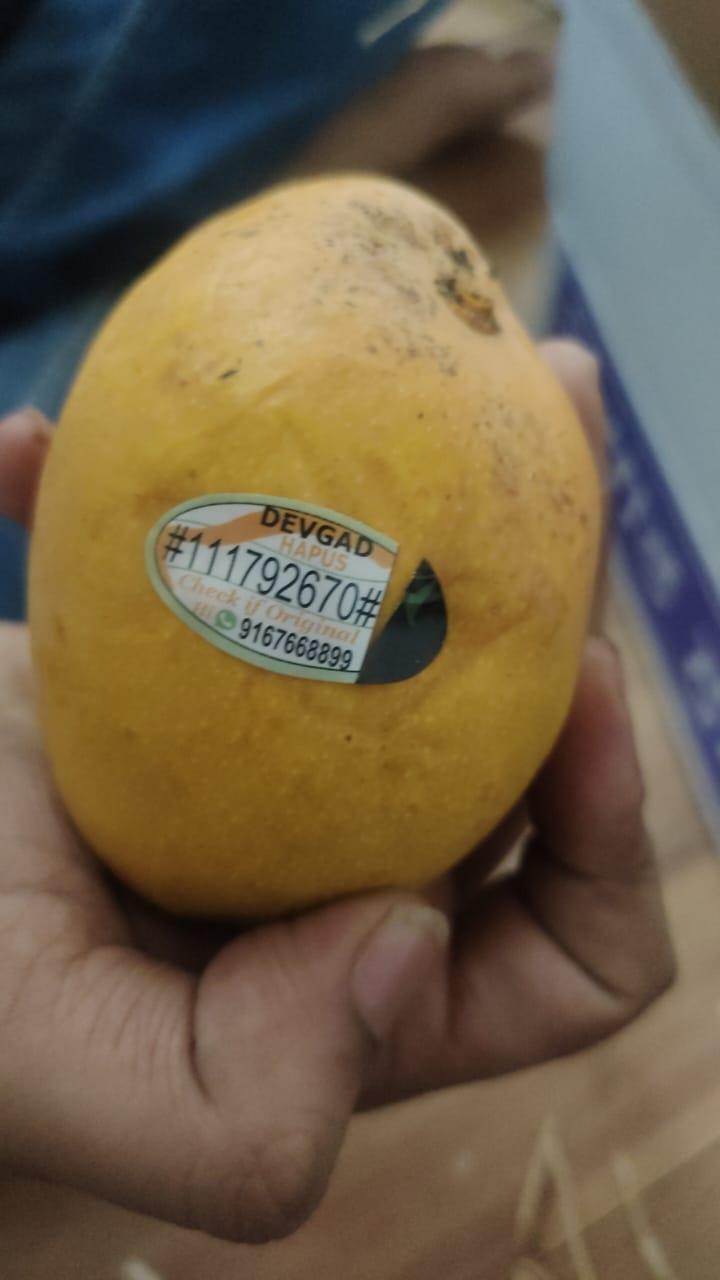 DEVGAD
HAPUS
#111792670#
Check if Original
Hi 9167668899